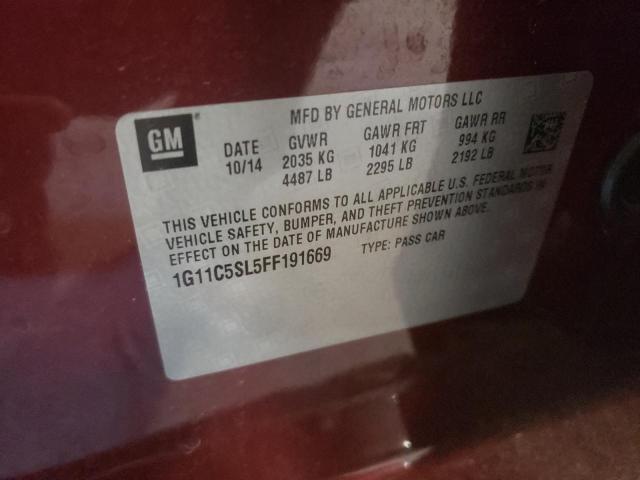 MFD BY GENERAL MOTORS LLC
GM
DATE GVWR GAWR FRT GAWR RR
10/14 2035 KG 1041 KG 994 KG
4487 LB 2295 LB 2192 LB
THIS VEHICLE CONFORMS TO ALL APPLICABLE U.S. FEDERAL MOTOR
VEHICLE SAFETY, BUMPER, AND THEFT PREVENTION STANDARDS IN
EFFECT ON THE DATE OF MANUFACTURE SHOWN ABOVE.
1G11C5SL5FF191669 TYPE: PASS CAR